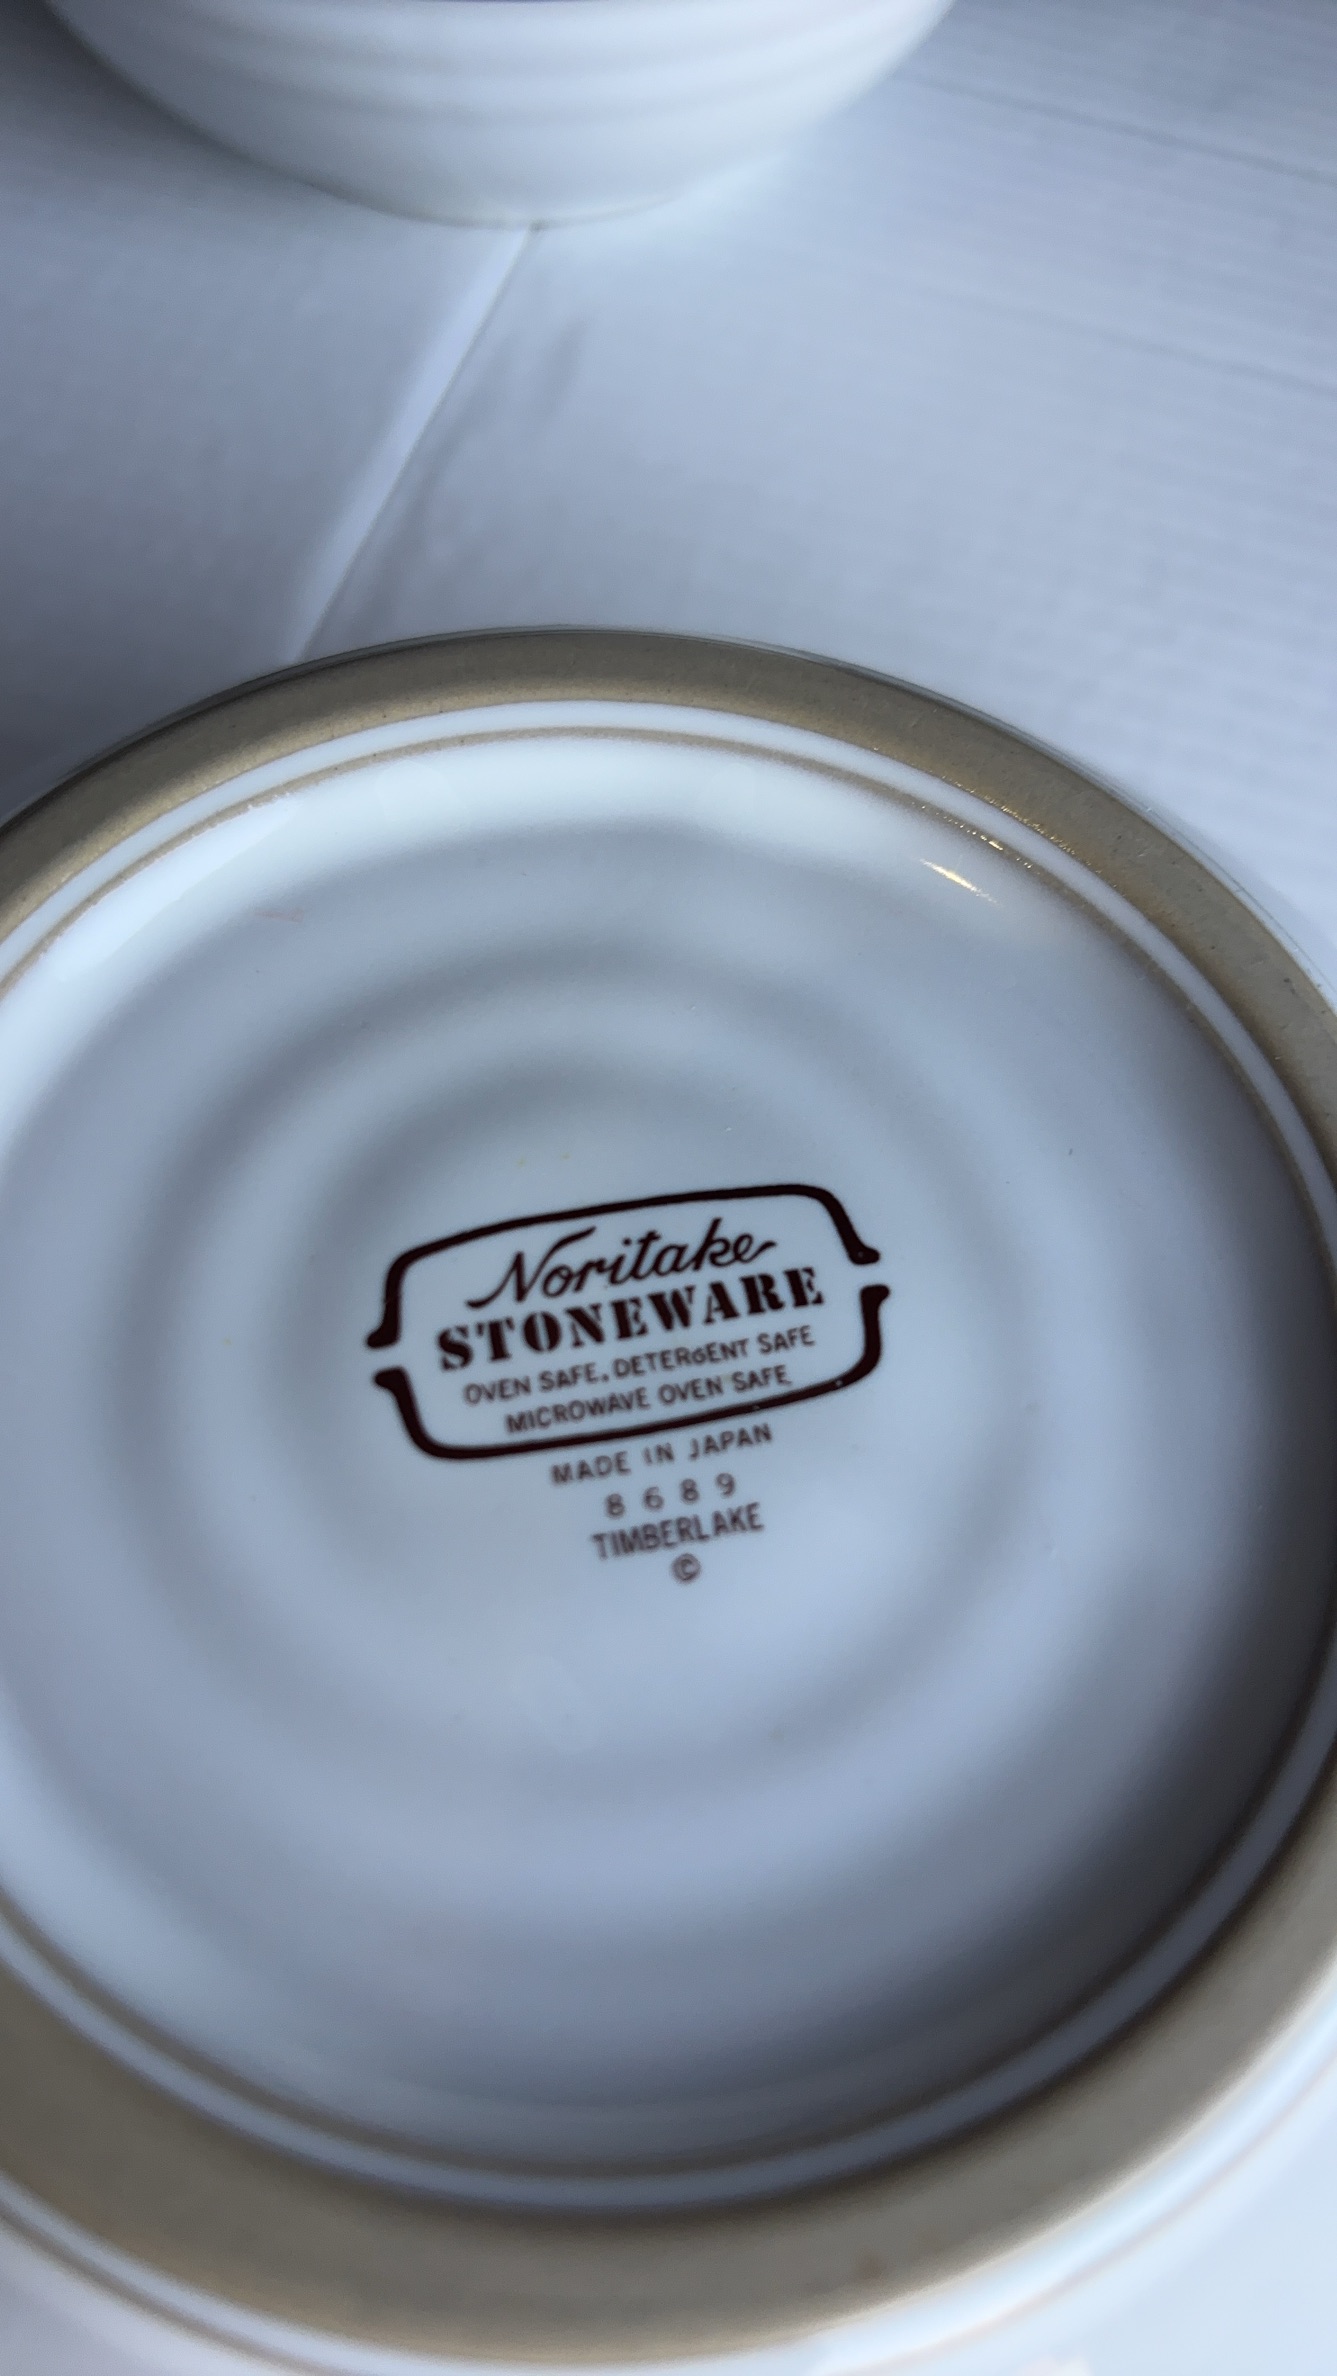 Noritake
STONEWARE
OVEN SAFE, DETERGENT SAFE
MICROWAVE OVEN SAFE
MADE IN JAPAN
8689
TIMBERLAKE
©